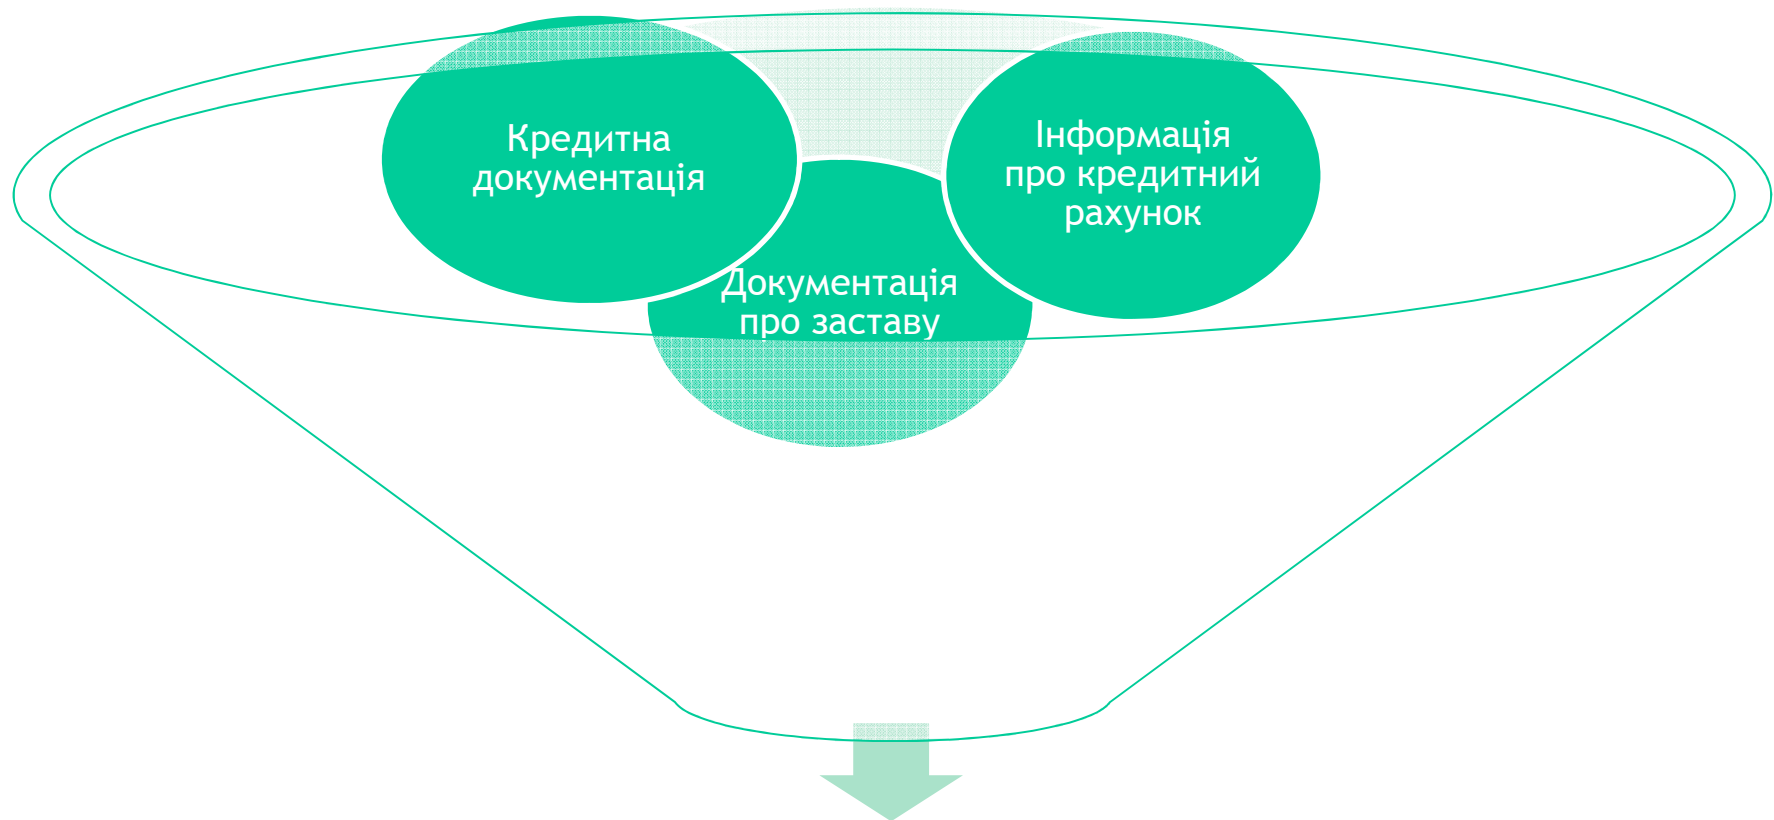 Кредитна
документація
Інформація
про кредитний
рахунок
Документація
про заставу